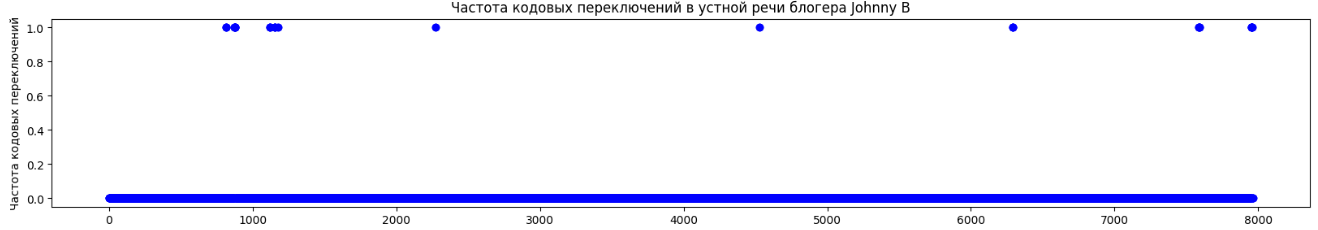 Частота кодовых переключений в устной речи блогера Johnny B
Частота кодовых переключений
1.0
0.8
0.6
0.4
0.2
0.0
0 1000 2000 3000 4000 5000 6000 7000 8000